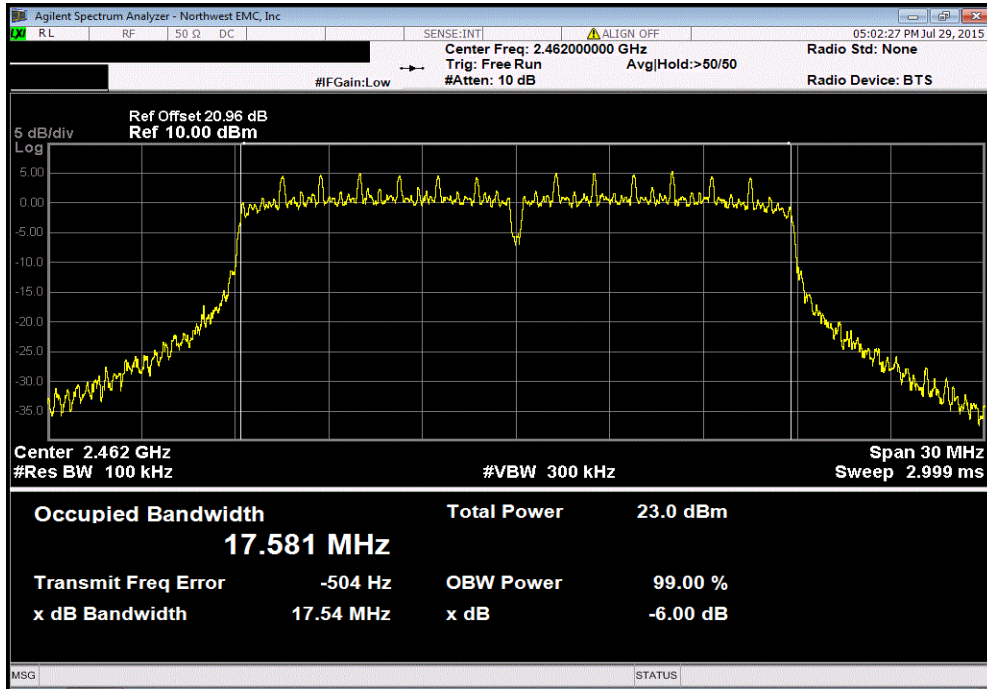 Agilent Spectrum Analyzer - Northwest EMC, Inc
LXI RL RF 50 Ω DC SENSE:INT ALIGN OFF 05:02:27 PM Jul 29, 2015
Center Freq: 2.462000000 GHz Radio Std: None
Trig: Free Run Avg|Hold:>50/50
#IFGain:Low #Atten: 10 dB Radio Device: BTS
Ref Offset 20.96 dB
5 dB/div Ref 10.00 dBm
Log
5.00
0.00
-5.00
-10.0
-15.0
-20.0
-25.0
-30.0
-35.0
Center 2.462 GHz Span 30 MHz
#Res BW 100 kHz #VBW 300 kHz Sweep 2.999 ms
Occupied Bandwidth Total Power 23.0 dBm
17.581 MHz
Transmit Freq Error -504 Hz OBW Power 99.00 %
x dB Bandwidth 17.54 MHz x dB -6.00 dB
MSG STATUS